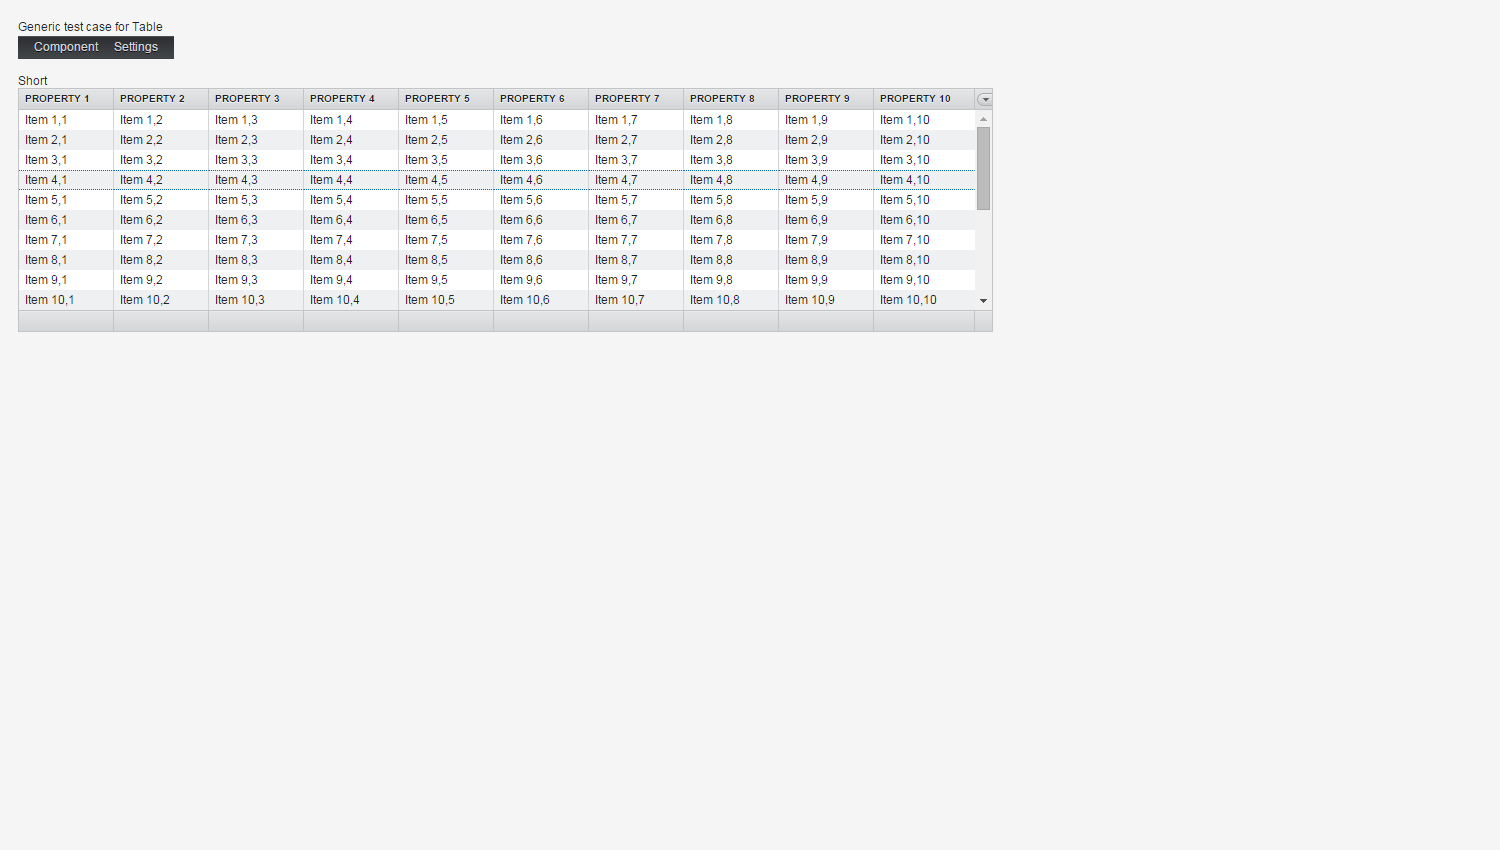 Generic test case for Table
Component Settings
Short
PROPERTY 1 PROPERTY 2 PROPERTY 3 PROPERTY 4 PROPERTY 5 PROPERTY 6 PROPERTY 7 PROPERTY 8 PROPERTY 9 PROPERTY 10
Item 1,1 Item 1,2 Item 1,3 Item 1,4 Item 1,5 Item 1,6 Item 1,7 Item 1,8 Item 1,9 Item 1,10
Item 2,1 Item 2,2 Item 2,3 Item 2,4 Item 2,5 Item 2,6 Item 2,7 Item 2,8 Item 2,9 Item 2,10
Item 3,1 Item 3,2 Item 3,3 Item 3,4 Item 3,5 Item 3,6 Item 3,7 Item 3,8 Item 3,9 Item 3,10
Item 4,1 Item 4,2 Item 4,3 Item 4,4 Item 4,5 Item 4,6 Item 4,7 Item 4,8 Item 4,9 Item 4,10
Item 5,1 Item 5,2 Item 5,3 Item 5,4 Item 5,5 Item 5,6 Item 5,7 Item 5,8 Item 5,9 Item 5,10
Item 6,1 Item 6,2 Item 6,3 Item 6,4 Item 6,5 Item 6,6 Item 6,7 Item 6,8 Item 6,9 Item 6,10
Item 7,1 Item 7,2 Item 7,3 Item 7,4 Item 7,5 Item 7,6 Item 7,7 Item 7,8 Item 7,9 Item 7,10
Item 8,1 Item 8,2 Item 8,3 Item 8,4 Item 8,5 Item 8,6 Item 8,7 Item 8,8 Item 8,9 Item 8,10
Item 9,1 Item 9,2 Item 9,3 Item 9,4 Item 9,5 Item 9,6 Item 9,7 Item 9,8 Item 9,9 Item 9,10
Item 10,1 Item 10,2 Item 10,3 Item 10,4 Item 10,5 Item 10,6 Item 10,7 Item 10,8 Item 10,9 Item 10,10